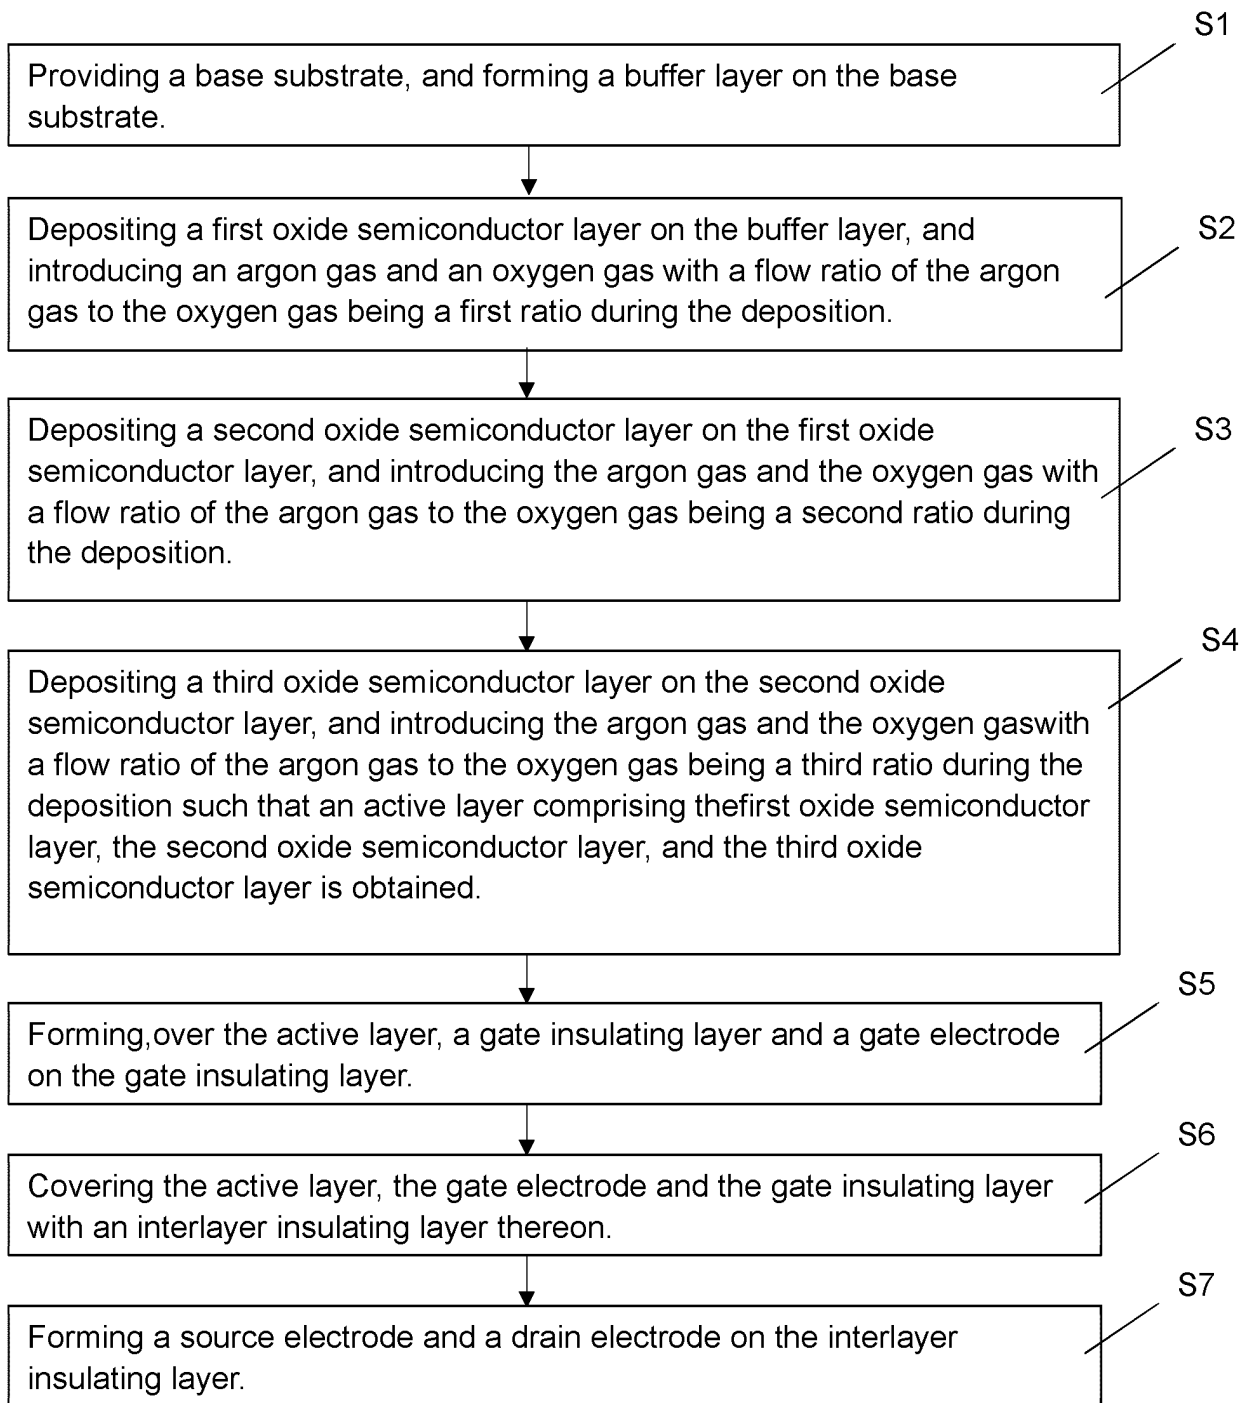 S1
Providing a base substrate, and forming a buffer layer on the base
substrate.
S2
Depositing a first oxide semiconductor layer on the buffer layer, and
introducing an argon gas and an oxygen gas with a flow ratio of the argon
gas to the oxygen gas being a first ratio during the deposition.
S3
Depositing a second oxide semiconductor layer on the first oxide
semiconductor layer, and introducing the argon gas and the oxygen gas with
a flow ratio of the argon gas to the oxygen gas being a second ratio during
the deposition.
S4
Depositing a third oxide semiconductor layer on the second oxide
semiconductor layer, and introducing the argon gas and the oxygen gaswith
a flow ratio of the argon gas to the oxygen gas being a third ratio during the
deposition such that an active layer comprising thefirst oxide semiconductor
layer, the second oxide semiconductor layer, and the third oxide
semiconductor layer is obtained.
S5
Forming,over the active layer, a gate insulating layer and a gate electrode
on the gate insulating layer.
S6
Covering the active layer, the gate electrode and the gate insulating layer
with an interlayer insulating layer thereon.
S7
Forming a source electrode and a drain electrode on the interlayer
insulating layer.